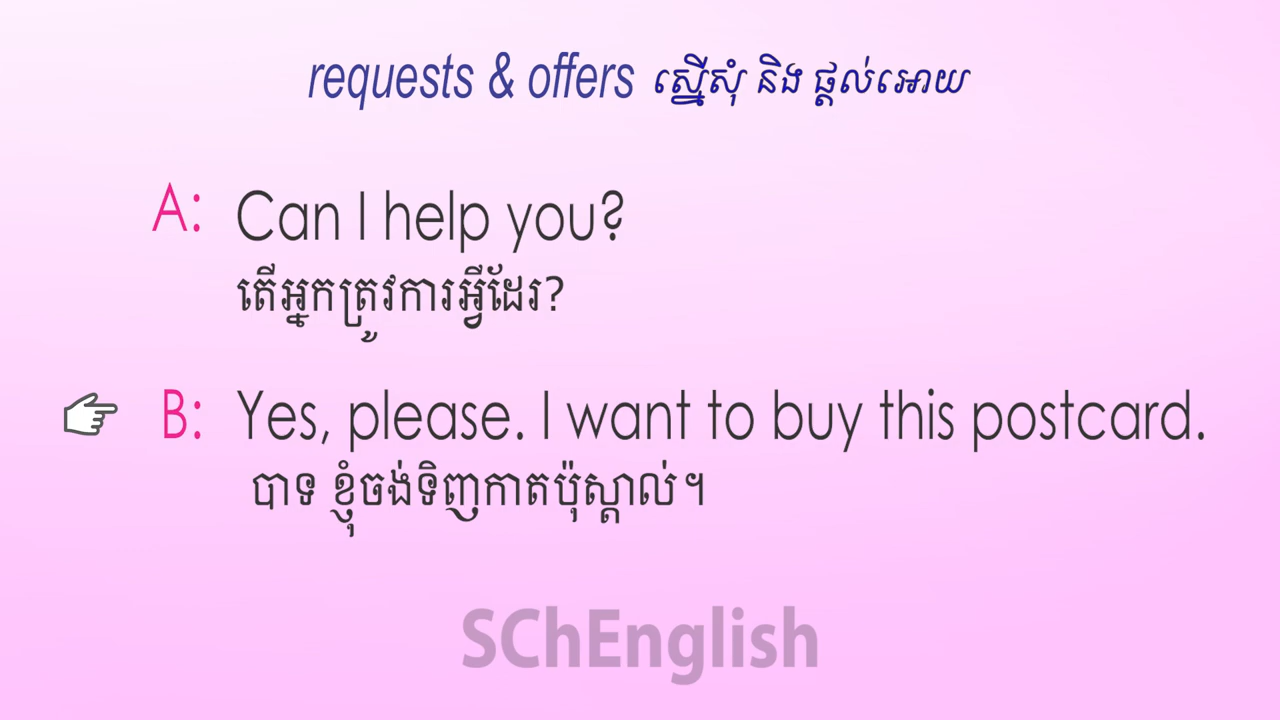 requests & offers ស្នើសុំ និង ផ្តល់អោយ
A: Can I help you?
តើអ្នកត្រូវការអ្វីដែរ?
B: Yes, please. I want to buy this postcard.
បាទ ខ្ញុំចង់ទិញកាតប៉ុស្តាល់។
SChEnglish